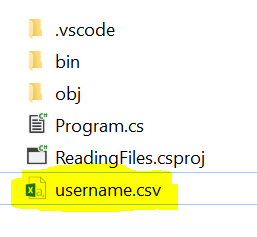 .vscode
bin
obj
Program.cs
ReadingFiles.csproj
username.csv